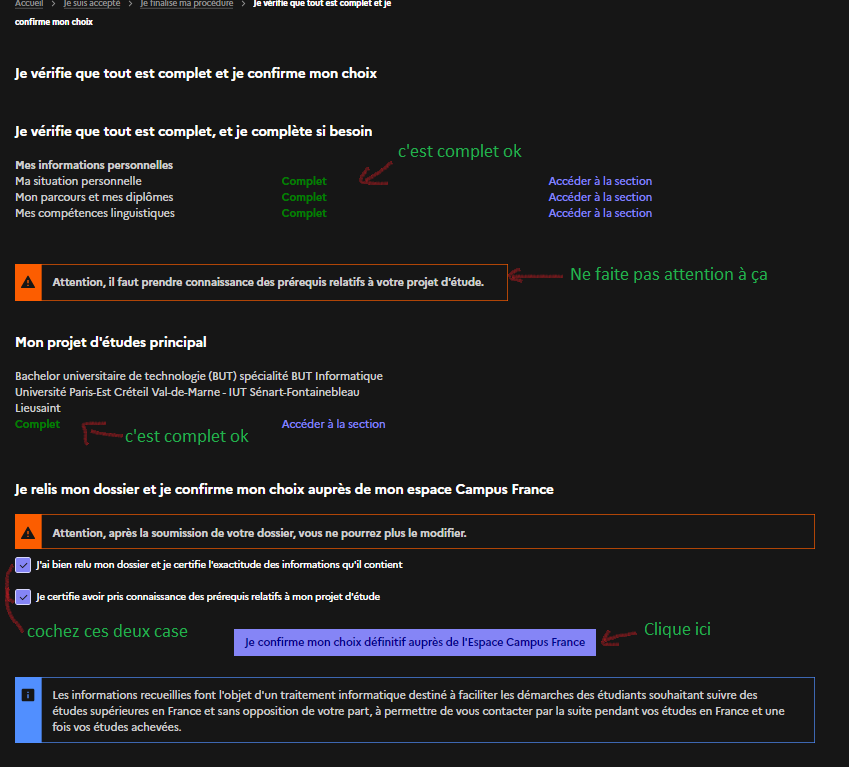 Accueil > Je suis accepté > Je finalise ma procédure > Je vérifie que tout est complet et je
confirme mon choix
Je vérifie que tout est complet et je confirme mon choix
Je vérifie que tout est complet, et je complète si besoin
c'est complet ok
Mes informations personnelles
Ma situation personnelle Complet Accéder à la section
Mon parcours et mes diplômes Complet Accéder à la section
Mes compétences linguistiques Complet Accéder à la section
Attention, il faut prendre connaissance des prérequis relatifs à votre projet d'étude.
Ne faite pas attention à ça
Mon projet d'études principal
Bachelor universitaire de technologie (BUT) spécialité BUT Informatique
Université Paris-Est Créteil Val-de-Marne - IUT Sénart-Fontainebleau
Lieusaint
Complet Accéder à la section
c'est complet ok
Je relis mon dossier et je confirme mon choix auprès de mon espace Campus France
Attention, après la soumission de votre dossier, vous ne pourrez plus le modifier.
J'ai bien relu mon dossier et je certifie l'exactitude des informations qu'il contient
Je certifie avoir pris connaissance des prérequis relatifs à mon projet d'étude
cochez ces deux case
Je confirme mon choix définitif auprès de l'Espace Campus France
Clique ici
Les informations recueillies font l'objet d'un traitement informatique destiné à faciliter les démarches des étudiants souhaitant suivre des
études supérieures en France et sans opposition de votre part, à permettre de vous contacter par la suite pendant vos études en France et une
fois vos études achevées.